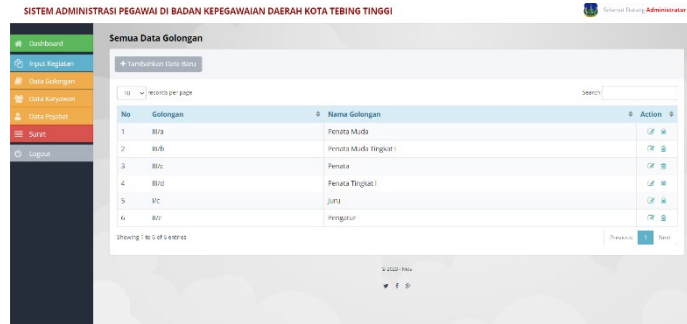 SISTEM ADMINISTRASI PEGAWAI DI BADAN KEPEGAWAIAN DAERAH KOTA TEBING TINGGI
Selamat Datang Administrator
Dashboard
Input Kegiatan
Data Golongan
Data Karyawan
Data Pejabat
Surat
Logout
Semua Data Golongan
+ Tambahkan Data Baru
10 records per page
Search:
No Golongan Nama Golongan Action
1 III/a Penata Muda
2 III/b Penata Muda Tingkat I
3 III/c Penata
4 III/d Penata Tingkat I
5 I/c Juru
6 II/c Pengatur
Showing 1 to 6 of 6 entries
Previous 1 Next
© 2023 -